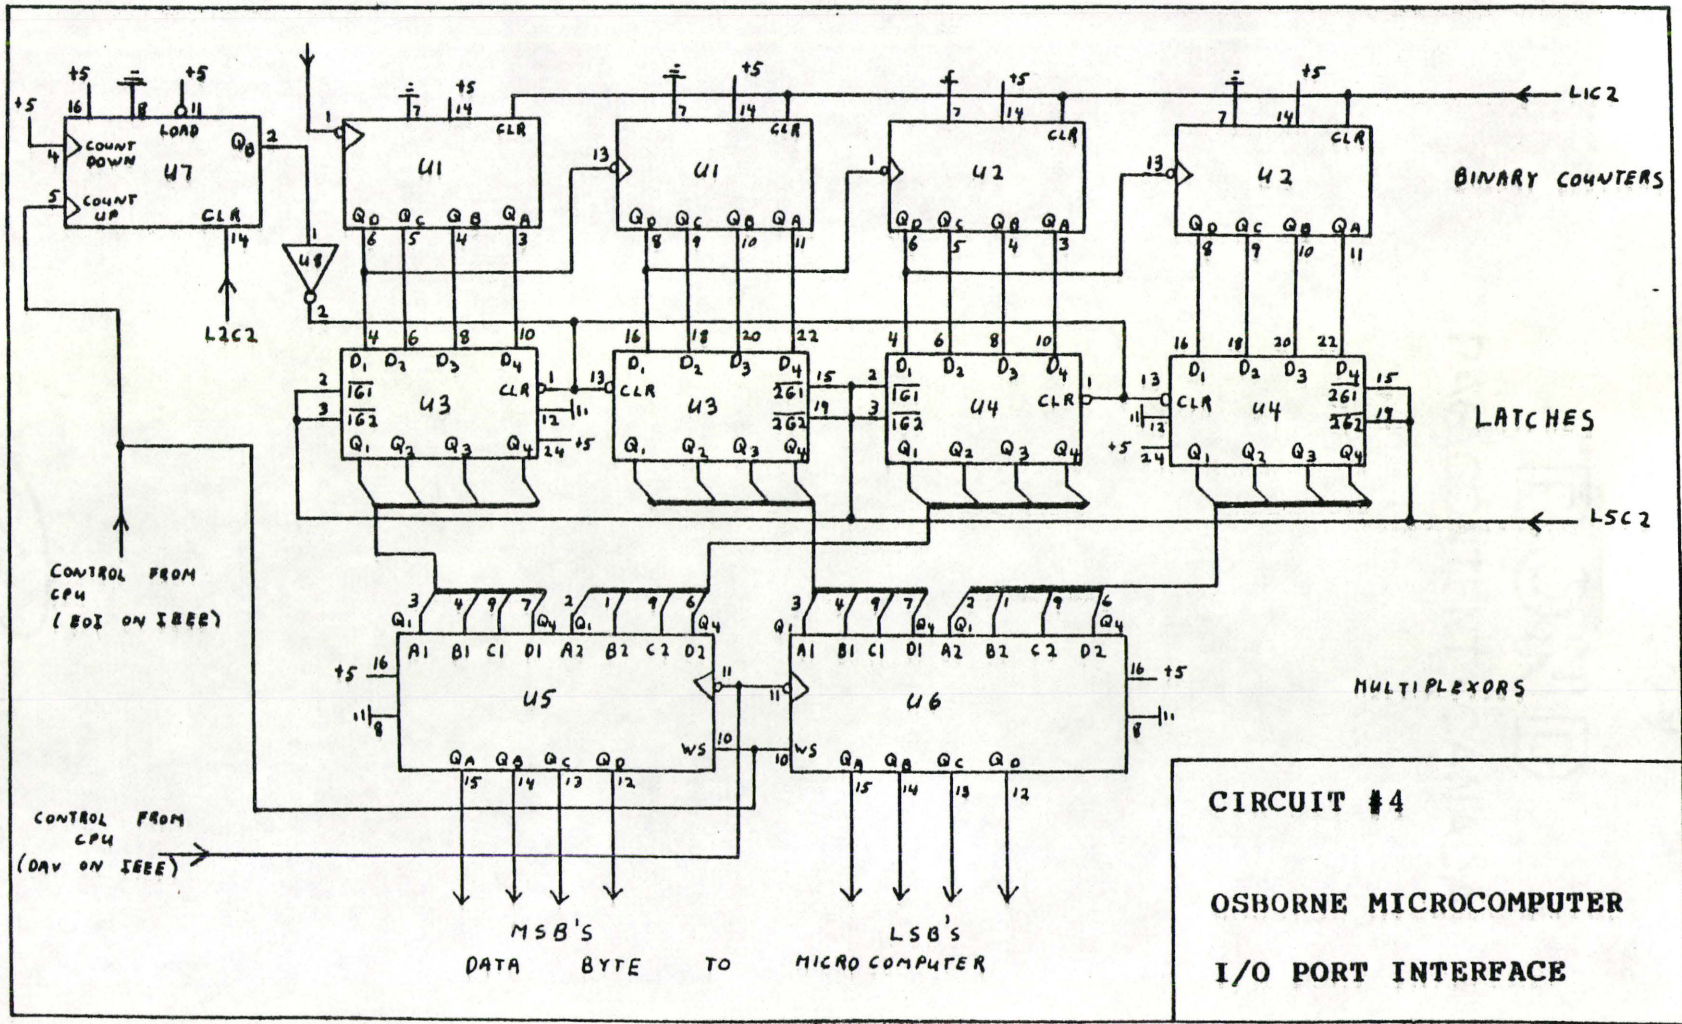 +5 +5
+5 16 8 11
LOAD
4 COUNT DOWN QB 2
U7
5 COUNT UP
CLR
14
L2C2
1 U8
2
1 7 14 +5
CLR
U1
QD QC QB QA
6 5 4 3
13 7 14 +5
CLR
U1
QD QC QB QA
8 9 10 11
1 7 14 +5
CLR
U2
QD QC QB QA
6 5 4 3
13 7 14 +5
CLR
U2
QD QC QB QA
8 9 10 11
L1C2
BINARY COUNTERS
4 6 8 10
D1 D2 D3 D4
2 1G1
3 1G2
U3
CLR 1
12
24 +5
Q1 Q2 Q3 Q4
16 18 20 22
D1 D2 D3 D4
13 CLR
U3
2G1 15
2G2 19
Q1 Q2 Q3 Q4
4 6 8 10
D1 D2 D3 D4
2 1G1
3 1G2
U4
CLR 1
Q1 Q2 Q3 Q4
16 18 20 22
D1 D2 D3 D4
13 CLR
12
+5 24
U4
2G1 15
2G2 19
Q1 Q2 Q3 Q4
LATCHES
L5C2
CONTROL FROM
CPU
(EOI ON IEEE)
3 4 9 7 2 1 9 6
Q1 Q4 Q1 Q4
A1 B1 C1 D1 A2 B2 C2 D2
+5 16
8
U5
11
WS 10
QA QB QC QD
15 14 13 12
3 4 9 7 2 1 9 6
Q1 Q4 Q1 Q4
A1 B1 C1 D1 A2 B2 C2 D2
11
U6
16 +5
8
10 WS
QA QB QC QD
15 14 13 12
MULTIPLEXORS
CONTROL FROM
CPU
(DAV ON IEEE)
MSB'S LSB'S
DATA BYTE TO MICROCOMPUTER
CIRCUIT #4
OSBORNE MICROCOMPUTER
I/O PORT INTERFACE